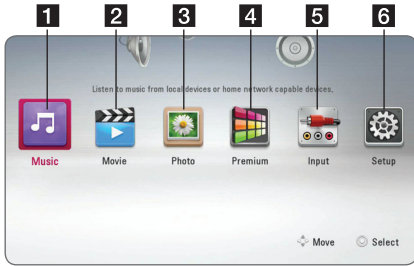 1 2 3 4 5 6
Listen to music from local devices or home network capable devices.
Music Movie Photo Premium Input Setup
Move Select